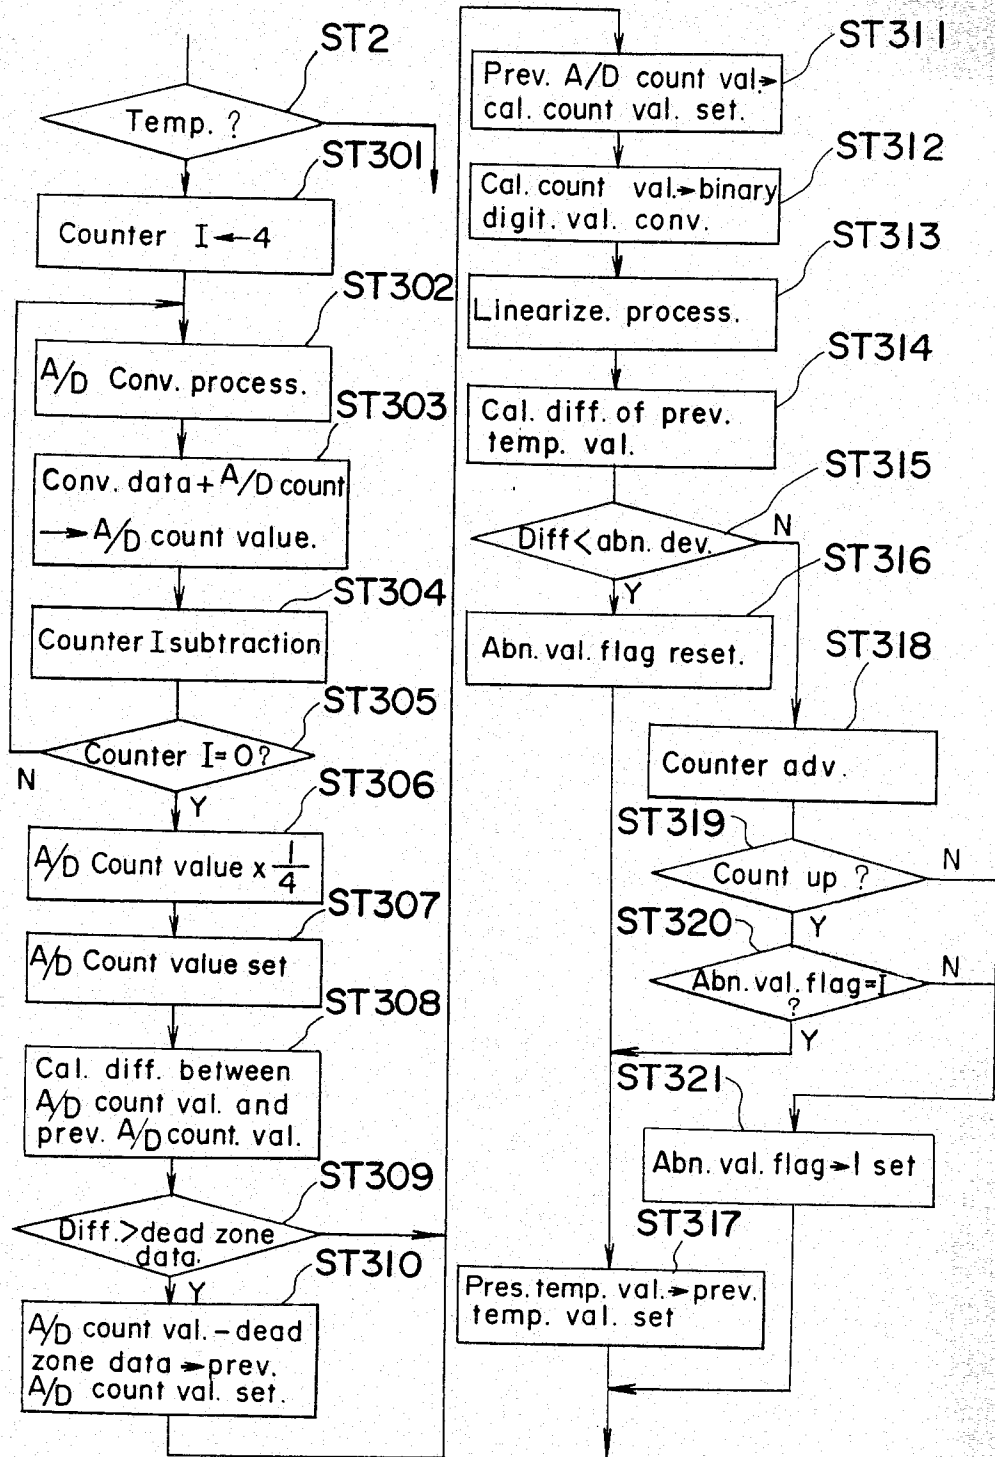 ST2
Temp. ?
ST301
Counter I←4
ST302
A/D Conv. process.
ST303
Conv. data + A/D count
→ A/D count value.
ST304
Counter I subtraction
ST305
Counter I=0?
N
Y
ST306
A/D Count value x 1/4
ST307
A/D Count value set
ST308
Cal. diff. between
A/D count val. and
prev. A/D count. val.
ST309
Diff.>dead zone
data.
Y
ST310
A/D count val. - dead
zone data → prev.
A/D count val. set.
ST311
Prev. A/D count val.→
cal. count val. set.
ST312
Cal. count val.→binary
digit. val. conv.
ST313
Linearize. process.
ST314
Cal. diff. of prev.
temp. val.
ST315
Diff<abn. dev.
N
Y
ST316
Abn. val. flag reset.
ST318
Counter adv.
ST319
Count up ?
N
Y
ST320
Abn. val. flag=1
?
N
Y
ST321
Abn. val. flag→1 set
ST317
Pres. temp. val.→prev.
temp. val. set